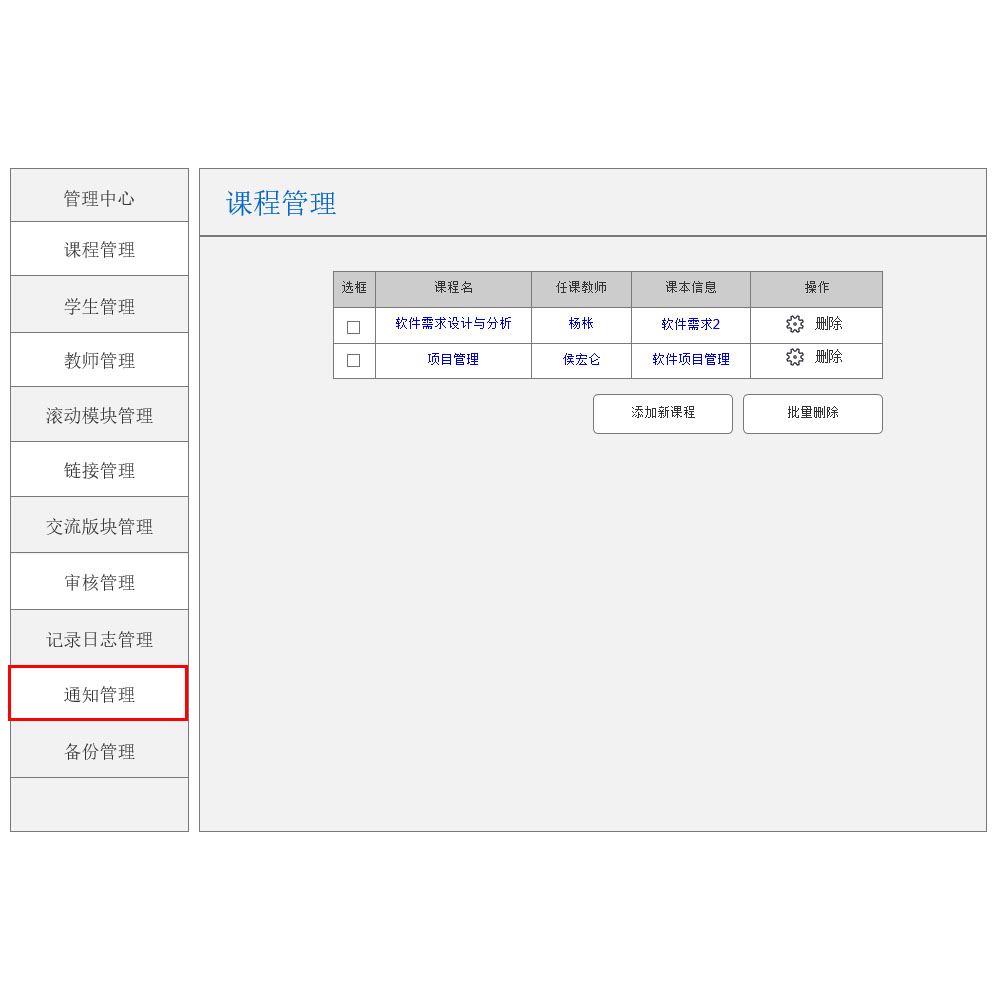 管理中心
课程管理
学生管理
教师管理
滚动模块管理
链接管理
交流版块管理
审核管理
记录日志管理
通知管理
备份管理
课程管理
选框 课程名 任课教师 课本信息 操作
软件需求设计与分析 杨枨 软件需求2 删除
项目管理 侯宏仑 软件项目管理 删除
添加新课程 批量删除